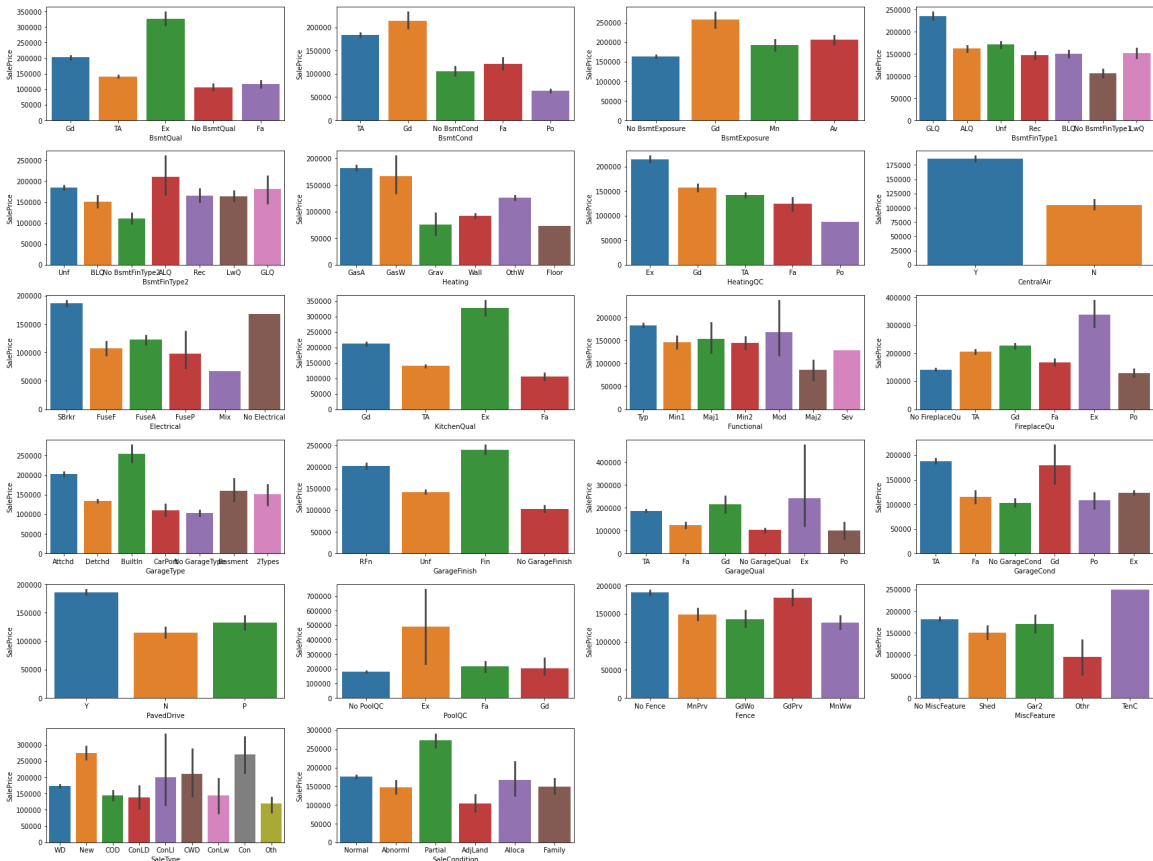 350000
300000
250000
200000
150000
100000
50000
0
SalePrice
Gd TA Ex No BsmtQual Fa
BsmtQual
200000
150000
100000
50000
0
SalePrice
TA Gd No BsmtCond Fa Po
BsmtCond
250000
200000
150000
100000
50000
0
SalePrice
No BsmtExposure Gd Mn Av
BsmtExposure
200000
150000
100000
50000
0
SalePrice
GLQ ALQ Unf Rec BLQ No BsmtFinType1 LwQ
BsmtFinType1
250000
200000
150000
100000
50000
0
SalePrice
Unf BLQ No BsmtFinType2 ALQ Rec LwQ GLQ
BsmtFinType2
200000
150000
100000
50000
0
SalePrice
GasA GasW Grav Wall OthW Floor
Heating
200000
150000
100000
50000
0
SalePrice
Ex Gd TA Fa Po
HeatingQC
175000
150000
125000
100000
75000
50000
25000
0
SalePrice
Y N
CentralAir
200000
150000
100000
50000
0
SalePrice
SBrkr FuseF FuseA FuseP Mix No Electrical
Electrical
350000
300000
250000
200000
150000
100000
50000
0
SalePrice
Gd TA Ex Fa
KitchenQual
200000
150000
100000
50000
0
SalePrice
Typ Min1 Maj1 Min2 Mod Maj2 Sev
Functional
400000
300000
200000
100000
0
SalePrice
No FireplaceQu TA Gd Fa Ex Po
FireplaceQu
250000
200000
150000
100000
50000
0
SalePrice
Attchd Detchd BuiltIn CarPort No GarageType Basment 2Types
GarageType
250000
200000
150000
100000
50000
0
SalePrice
RFn Unf Fin No GarageFinish
GarageFinish
400000
300000
200000
100000
0
SalePrice
TA Fa Gd No GarageQual Ex Po
GarageQual
200000
150000
100000
50000
0
SalePrice
TA Fa No GarageCond Gd Po Ex
GarageCond
200000
150000
100000
50000
0
SalePrice
Y N P
PavedDrive
700000
600000
500000
400000
300000
200000
100000
0
SalePrice
No PoolQC Ex Fa Gd
PoolQC
200000
150000
100000
50000
0
SalePrice
No Fence MnPrv GdWo GdPrv MnWw
Fence
250000
200000
150000
100000
50000
0
SalePrice
No MiscFeature Shed Gar2 Othr TenC
MiscFeature
300000
250000
200000
150000
100000
50000
0
SalePrice
WD New COD ConLD ConLI CWD ConLw Con Oth
SaleType
300000
250000
200000
150000
100000
50000
0
SalePrice
Normal Abnorml Partial AdjLand Alloca Family
SaleCondition